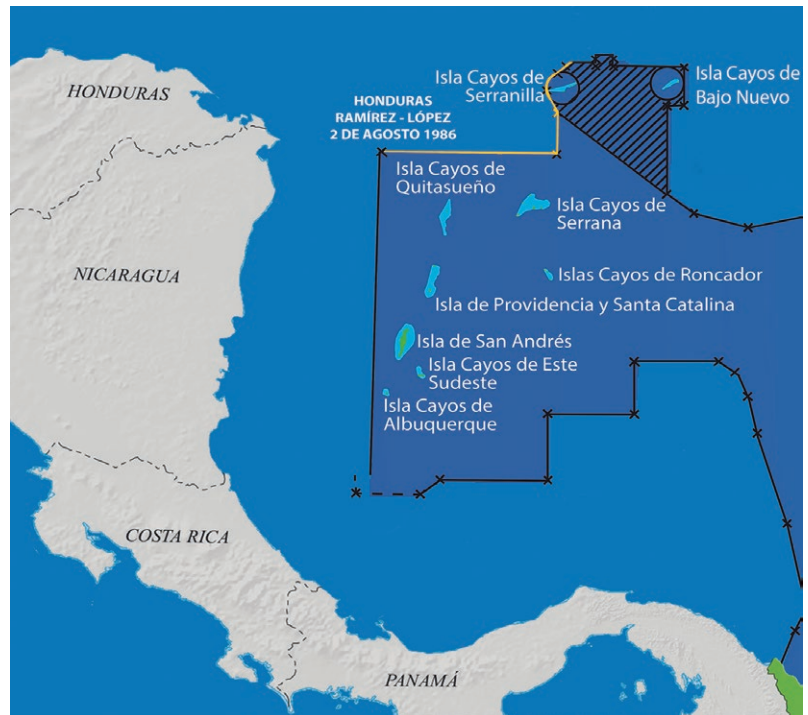 HONDURAS
Isla Cayos de
Serranilla
Isla Cayos de
Bajo Nuevo
HONDURAS
RAMÍREZ - LÓPEZ
2 DE AGOSTO 1986
Isla Cayos de
Quitasueño
Isla Cayos de
Serrana
NICARAGUA
Islas Cayos de Roncador
Isla de Providencia y Santa Catalina
Isla de San Andrés
Isla Cayos de Este
Sudeste
Isla Cayos de
Albuquerque
COSTA RICA
PANAMÁ